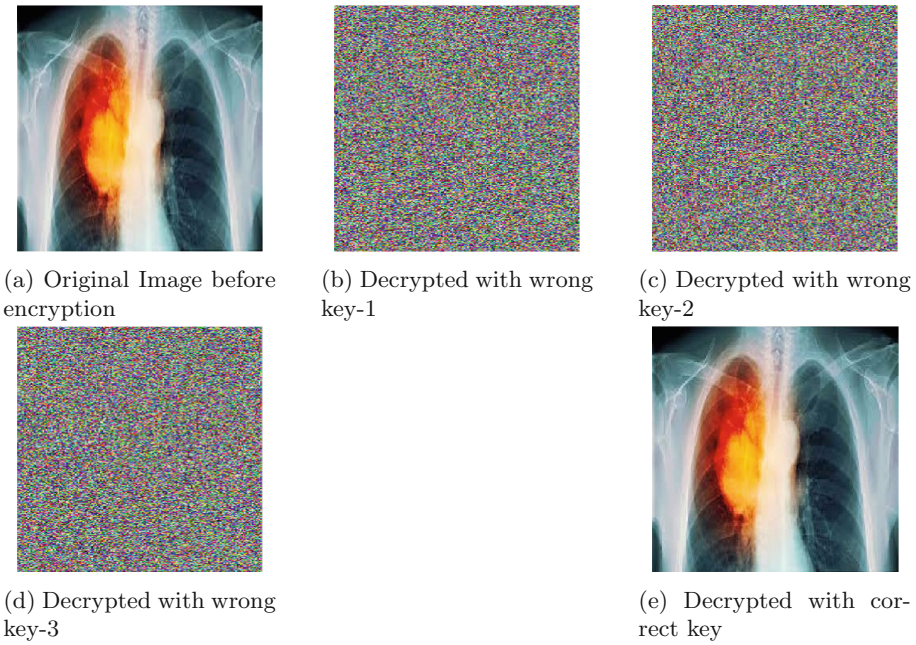 (a) Original Image before
encryption
(b) Decrypted with wrong
key-1
(c) Decrypted with wrong
key-2
(d) Decrypted with wrong
key-3
(e) Decrypted with cor-
rect key